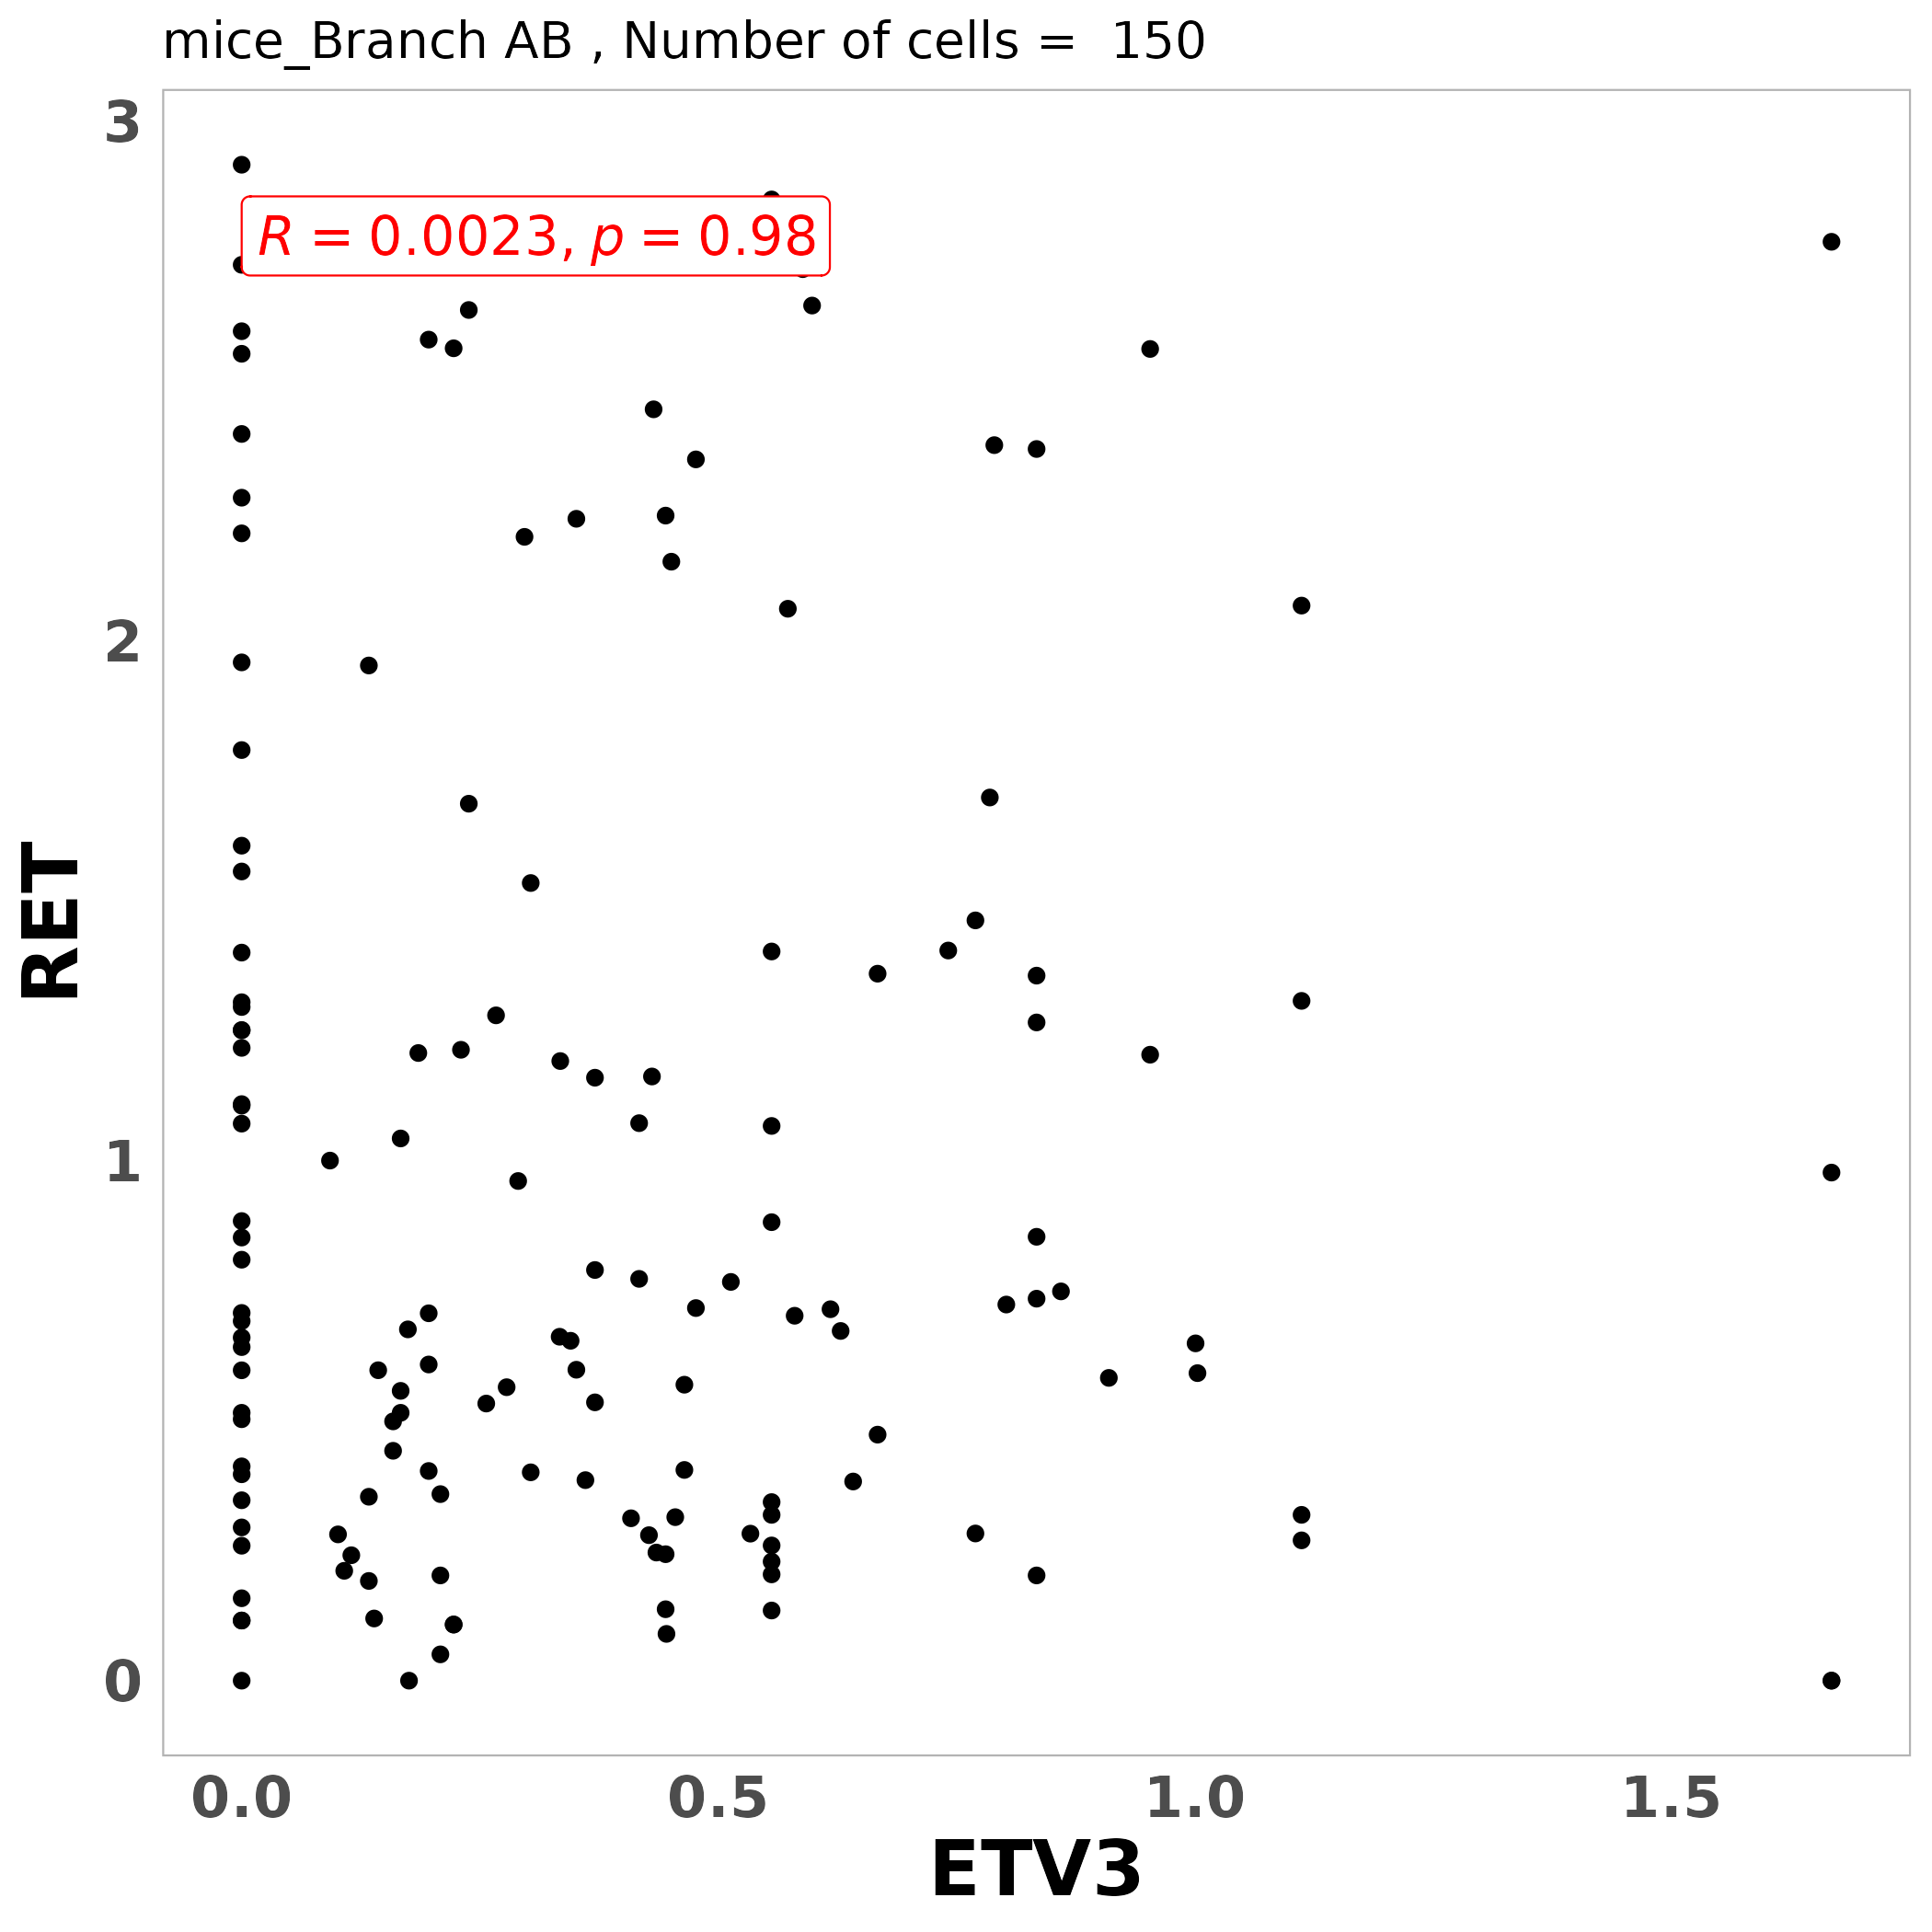 mice_Branch AB , Number of cells =  150
3
R = 0.0023, p = 0.98
2
RET
1
0
0.0 0.5 1.0 1.5
ETV3